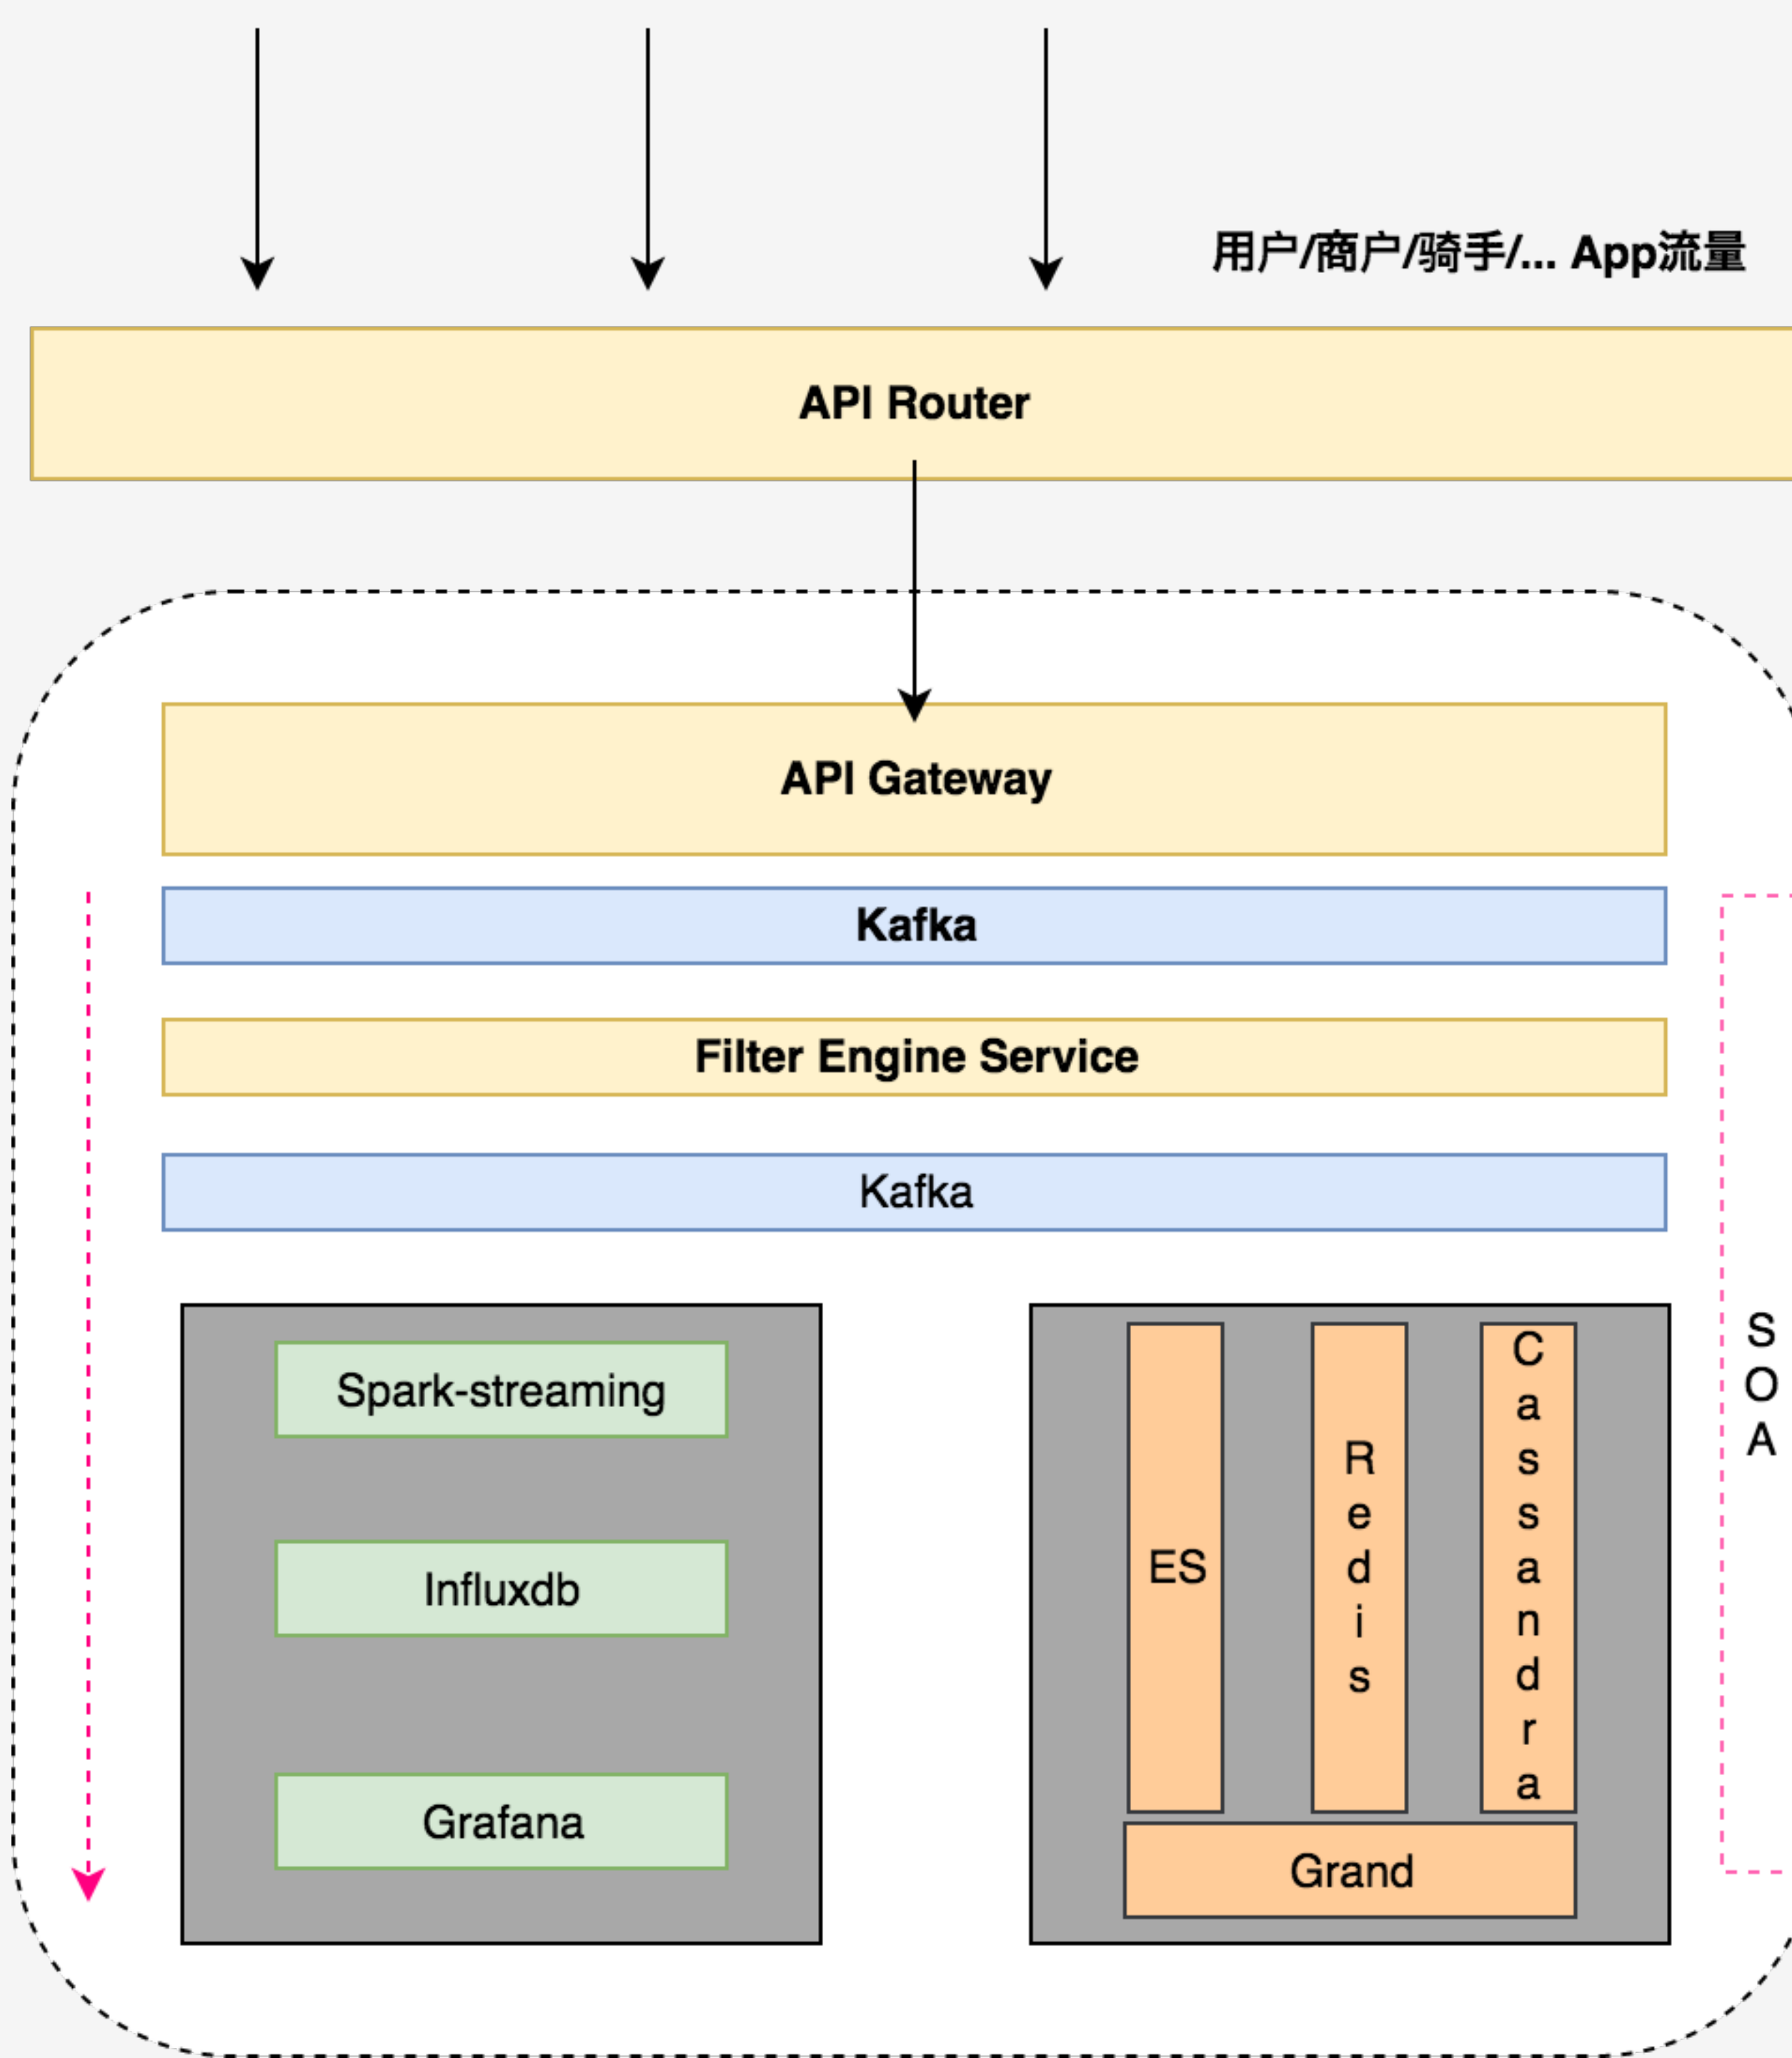 用户/商户/骑手/... App流量
API Router
API Gateway
Kafka
Filter Engine Service
Kafka
Spark-streaming
Influxdb
Grafana
ES
Redis
Cassandra
Grand
SOA